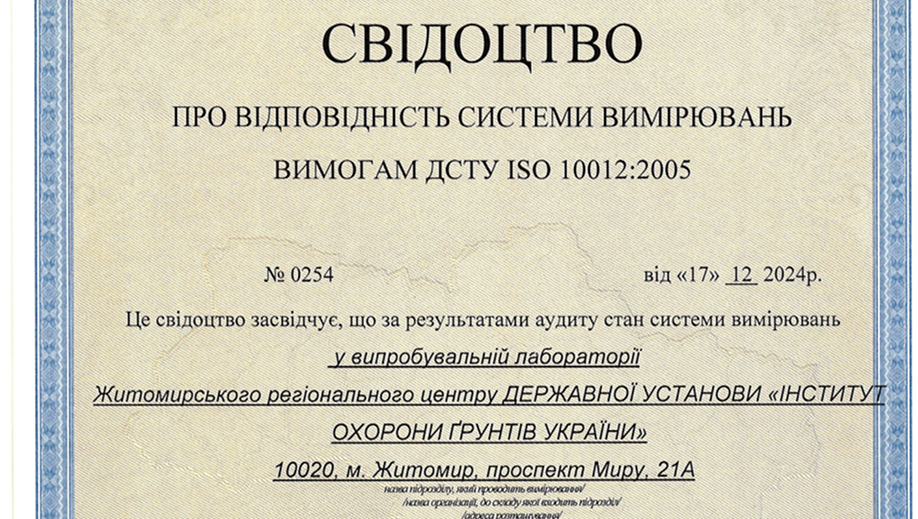 СВІДОЦТВО
ПРО ВІДПОВІДНІСТЬ СИСТЕМИ ВИМІРЮВАНЬ
ВИМОГАМ ДСТУ ISO 10012:2005
№ 0254 від «17» 12 2024р.
Це свідоцтво засвідчує, що за результатами аудиту стан системи вимірювань
у випробувальній лабораторії
Житомирського регіонального центру ДЕРЖАВНОЇ УСТАНОВИ «ІНСТИТУТ
ОХОРОНИ ҐРУНТІВ УКРАЇНИ»
10020, м. Житомир, проспект Миру, 21А
назва підрозділу, який проводить вимірювання/
/назва організації, до складу якої входить підрозділ/
/адреса розташування/